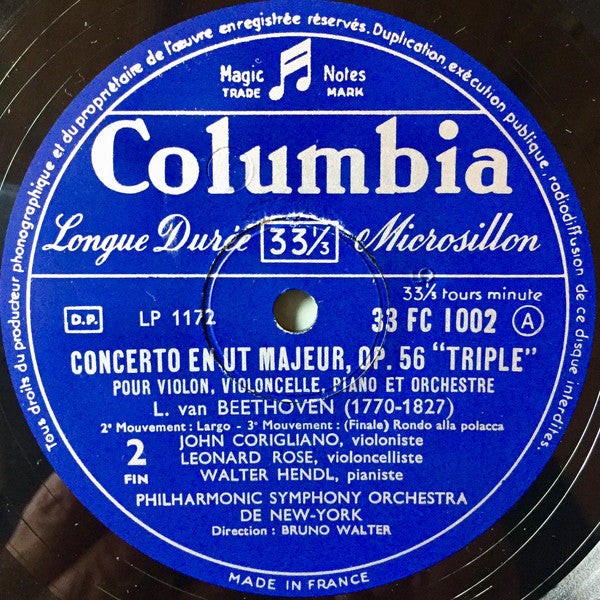 Tous droits du producteur phonographique et du propriétaire de l'œuvre enregistrée réservés. Duplication, exécution publique, radiodiffusion de ce disque interdites.
Magic Notes
TRADE MARK
Columbia
Longue Durée 33⅓ Microsillon
33⅓ tours minute
D.P. LP 1172 33 FC 1002 A
CONCERTO EN UT MAJEUR, OP. 56 "TRIPLE"
POUR VIOLON, VIOLONCELLE, PIANO ET ORCHESTRE
L. van BEETHOVEN (1770-1827)
2e Mouvement : Largo - 3e Mouvement : (Finale) Rondo alla polacca
JOHN CORIGLIANO, violoniste
2 LEONARD ROSE, violoncelliste
FIN WALTER HENDL, pianiste
PHILHARMONIC SYMPHONY ORCHESTRA
DE NEW-YORK
Direction : BRUNO WALTER
MADE IN FRANCE